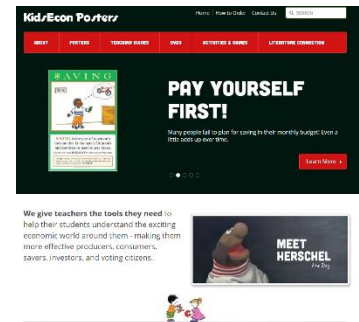 KidsEcon Posters
Home How to Order Contact Us SEARCH
ABOUT POSTERS TEACHING GUIDES DVDS ACTIVITIES & GAMES LITERATURE CONNECTION
SAVING
PAY YOURSELF
FIRST!
Many people fail to plan for saving in their monthly budget! Even a
little adds up over time.
Learn More
We give teachers the tools they need to
help their students understand the exciting
economic world around them - making them
more effective producers, consumers,
savers, investors, and voting citizens.
MEET
HERSCHEL
the Dog